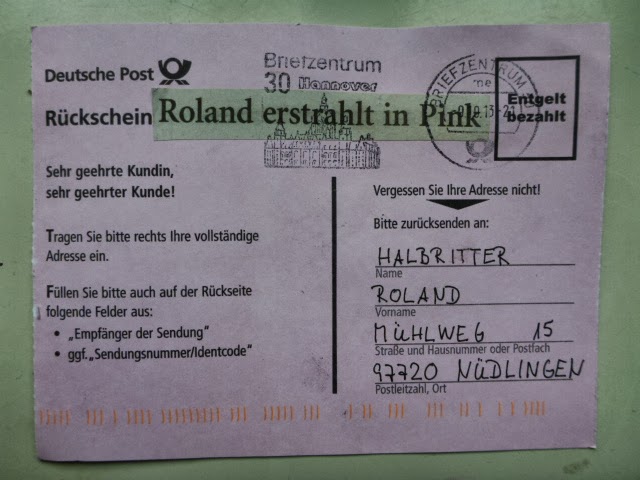 Deutsche Post
Briefzentrum
30 Hannover
BRIEFZENTRUM
Entgelt
bezahlt
Rückschein
Roland erstrahlt in Pink
Sehr geehrte Kundin,
sehr geehrter Kunde!
Tragen Sie bitte rechts Ihre vollständige
Adresse ein.
Füllen Sie bitte auch auf der Rückseite
folgende Felder aus:
• „Empfänger der Sendung“
• ggf. „Sendungsnummer/Identcode“
Vergessen Sie Ihre Adresse nicht!
Bitte zurücksenden an:
HALBRITTER
Name
ROLAND
Vorname
MÜHLWEG 15
Straße und Hausnummer oder Postfach
97720 NÜDLINGEN
Postleitzahl, Ort